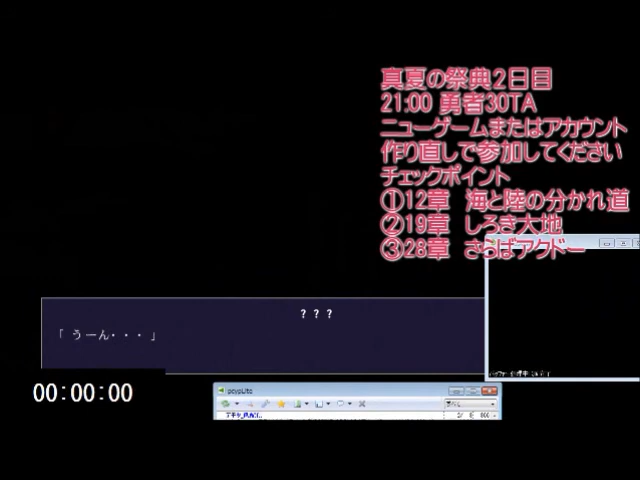 真夏の祭典2日目
21:00 勇者30TA
ニューゲームまたはアカウント
作り直しで参加してください
チェックポイント
①12章 海と陸の分かれ道
②19章 しろき大地
③28章 さらばアクドー
？？？
「うーん・・・」
00:00:00
pcypLite